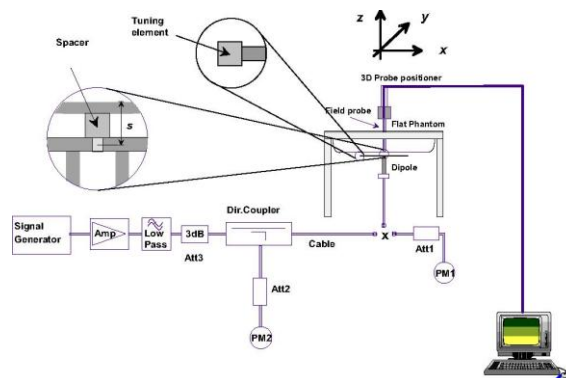 Tuning
element
Spacer
s
z
y
x
3D Probe positioner
Field probe
Flat Phantom
Dipole
Signal
Generator
Amp
Low
Pass
3dB
Att3
Dir.Coupler
Cable
x
Att1
PM1
Att2
PM2